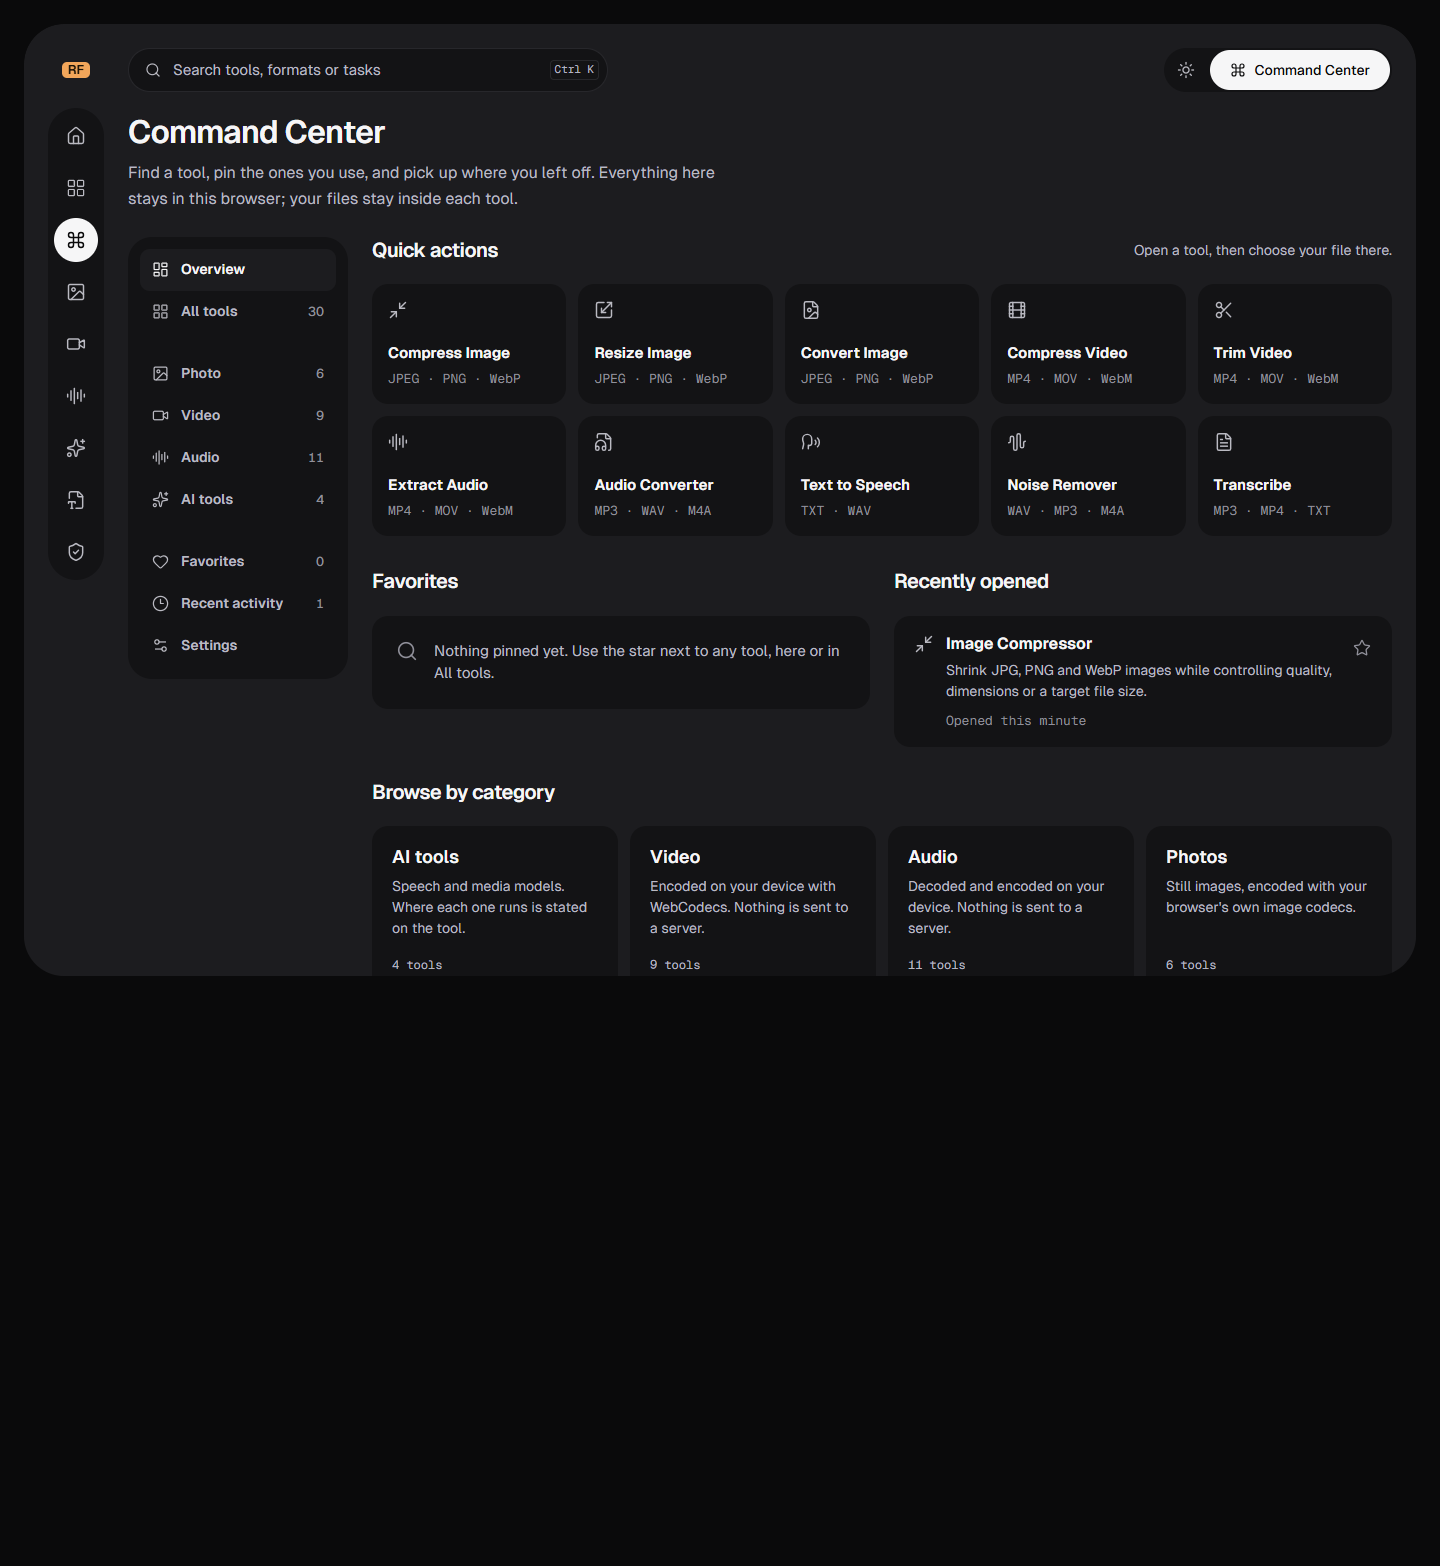 RF
Search tools, formats or tasks
Ctrl K
Command Center
Command Center
Find a tool, pin the ones you use, and pick up where you left off. Everything here
stays in this browser; your files stay inside each tool.
Overview
All tools 30
Photo 6
Video 9
Audio 11
AI tools 4
Favorites 0
Recent activity 1
Settings
Quick actions
Open a tool, then choose your file there.
Compress Image
JPEG · PNG · WebP
Resize Image
JPEG · PNG · WebP
Convert Image
JPEG · PNG · WebP
Compress Video
MP4 · MOV · WebM
Trim Video
MP4 · MOV · WebM
Extract Audio
MP4 · MOV · WebM
Audio Converter
MP3 · WAV · M4A
Text to Speech
TXT · WAV
Noise Remover
WAV · MP3 · M4A
Transcribe
MP3 · MP4 · TXT
Favorites
Nothing pinned yet. Use the star next to any tool, here or in
All tools.
Recently opened
Image Compressor
Shrink JPG, PNG and WebP images while controlling quality,
dimensions or a target file size.
Opened this minute
Browse by category
AI tools
Speech and media models.
Where each one runs is stated
on the tool.
4 tools
Video
Encoded on your device with
WebCodecs. Nothing is sent to
a server.
9 tools
Audio
Decoded and encoded on your
device. Nothing is sent to a
server.
11 tools
Photos
Still images, encoded with your
browser's own image codecs.
6 tools